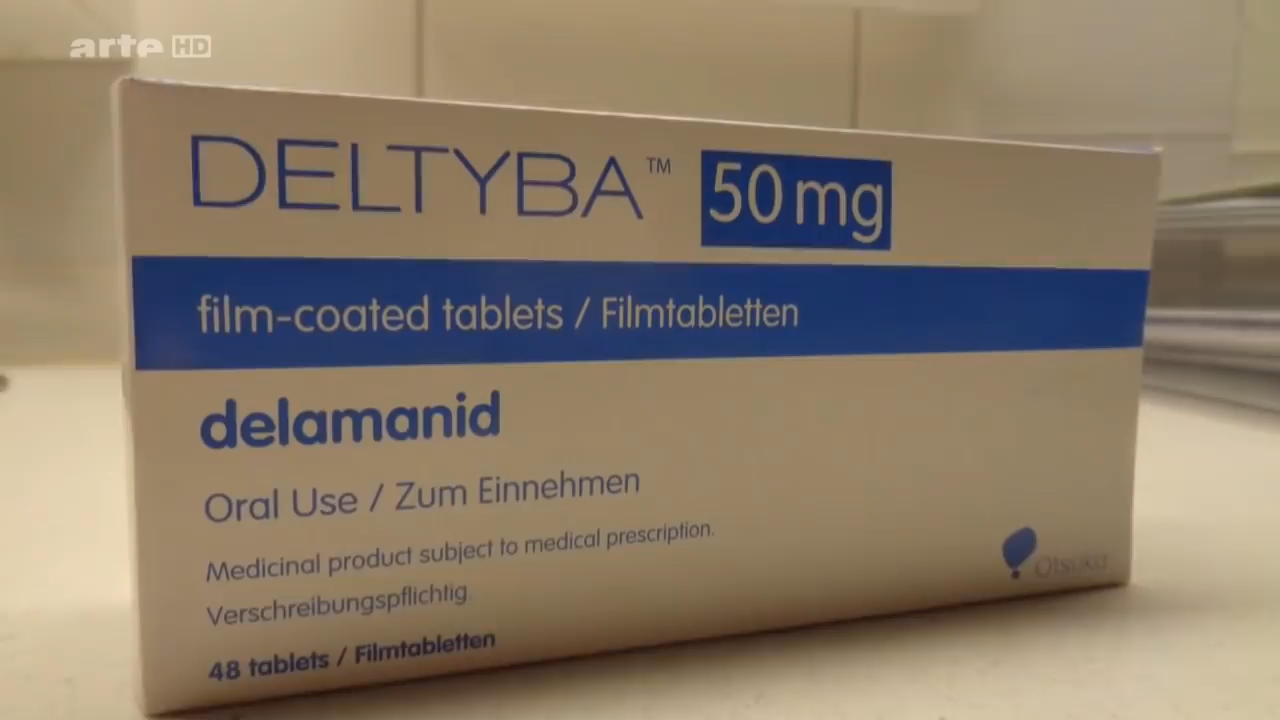 arte HD
DELTYBA™ 50 mg
film-coated tablets / Filmtabletten
delamanid
Oral Use / Zum Einnehmen
Medicinal product subject to medical prescription.
Verschreibungspflichtig.
48 tablets / Filmtabletten
Otsuka